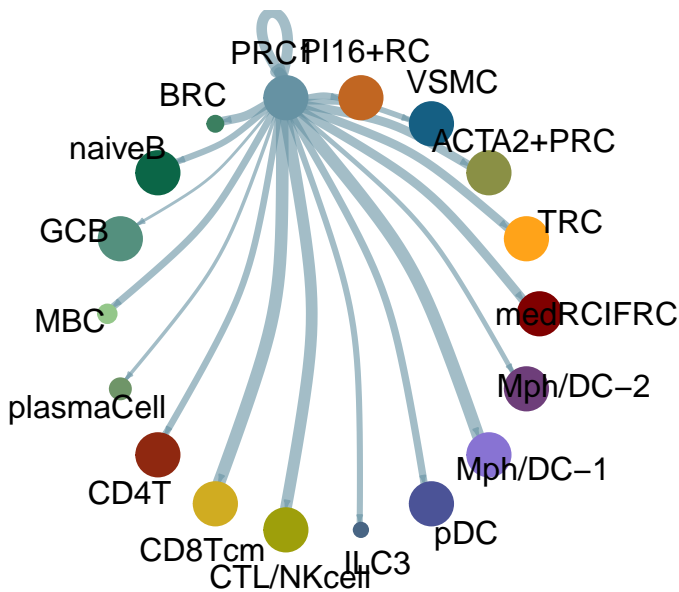 PRC1
PI16+RC
BRC
VSMC
naiveB
ACTA2+PRC
GCB
TRC
MBC
medRCIFRC
plasmaCell
Mph/DC−2
CD4T
Mph/DC−1
CD8Tcm
pDC
CTL/NKcell
ILC3